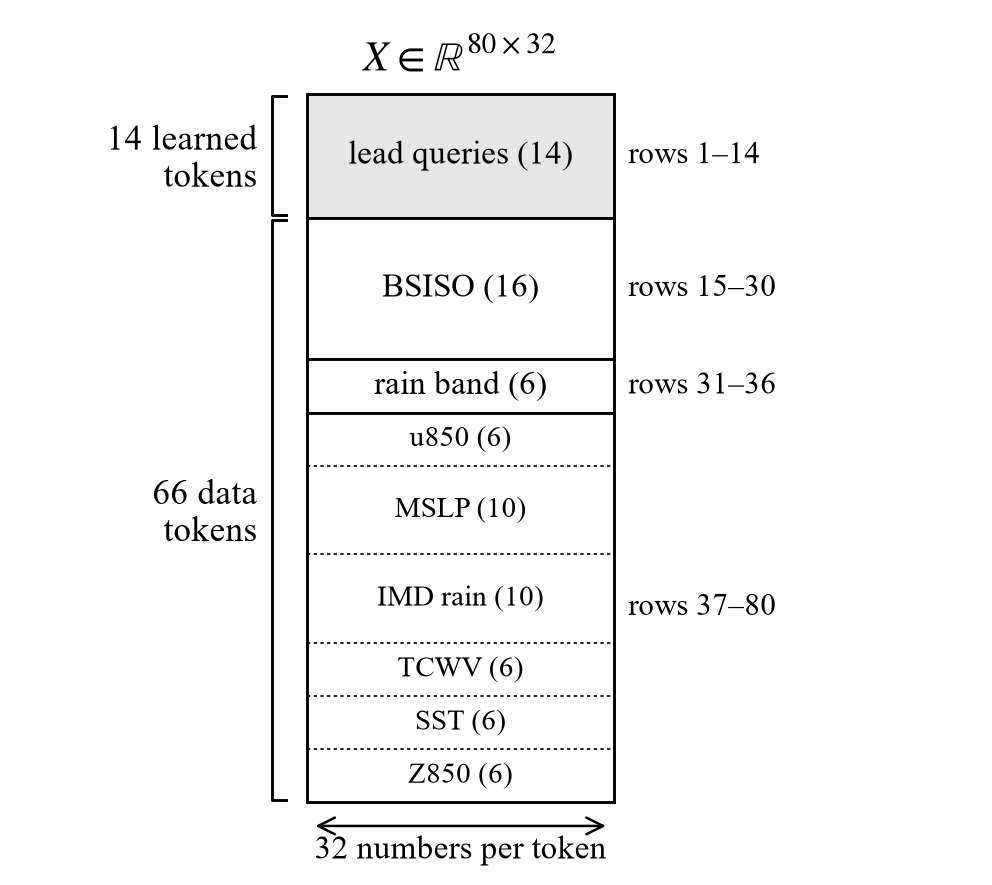 X ∈ ℝ^{80 × 32}
14 learned
tokens
lead queries (14)
rows 1–14
BSISO (16)
rows 15–30
rain band (6)
rows 31–36
66 data
tokens
u850 (6)
MSLP (10)
IMD rain (10)
rows 37–80
TCWV (6)
SST (6)
Z850 (6)
32 numbers per token